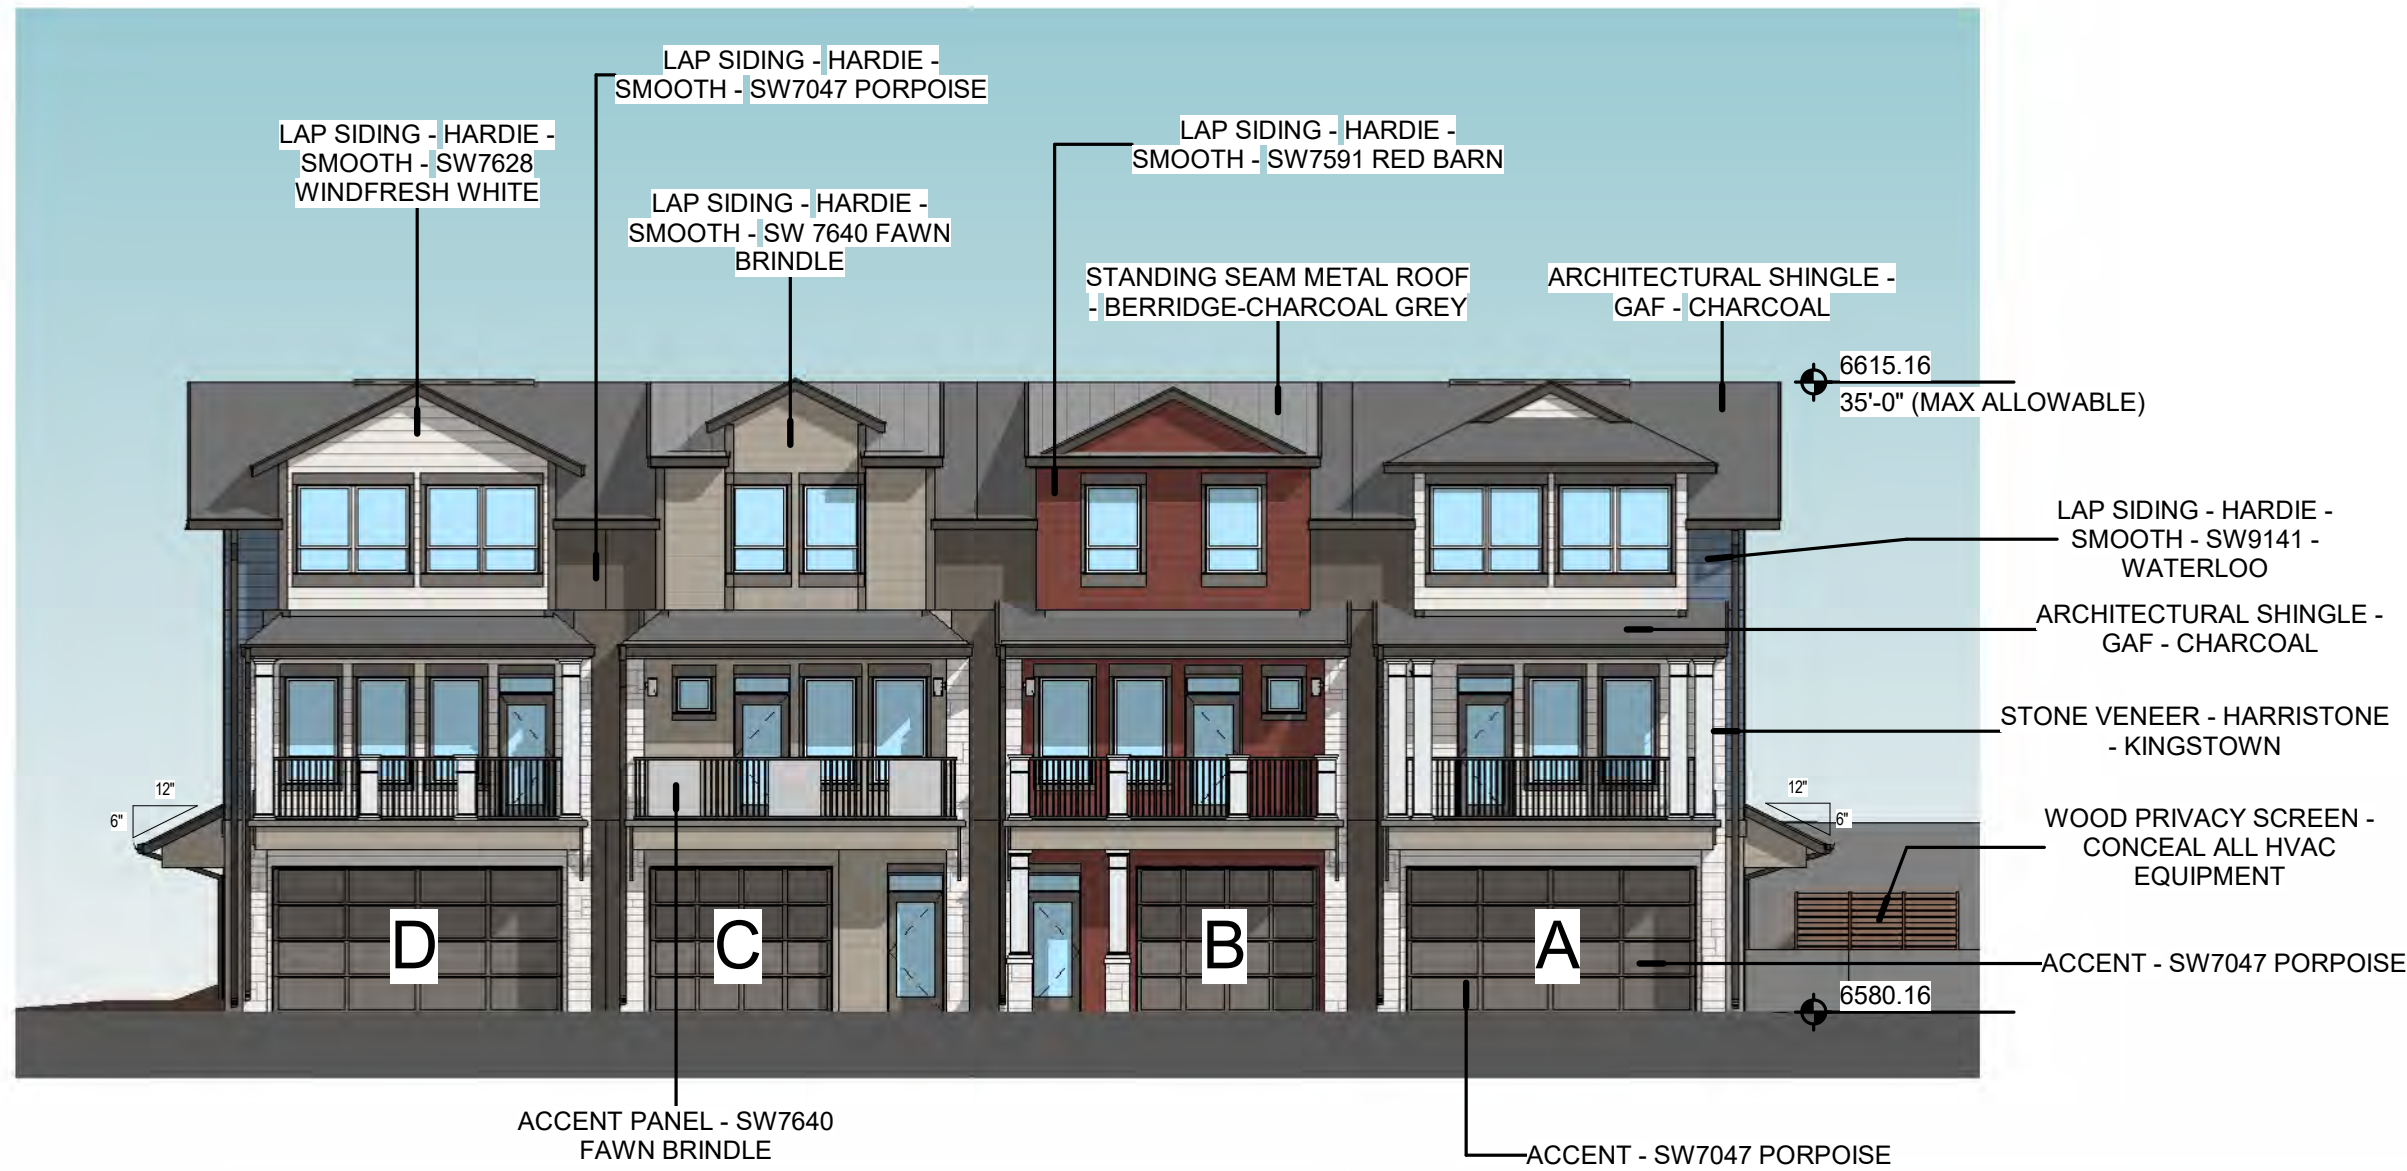 LAP SIDING - HARDIE -
SMOOTH - SW7047 PORPOISE
LAP SIDING - HARDIE -
SMOOTH - SW7628
WINDFRESH WHITE
LAP SIDING - HARDIE -
SMOOTH - SW7591 RED BARN
LAP SIDING - HARDIE -
SMOOTH - SW 7640 FAWN
BRINDLE
STANDING SEAM METAL ROOF
- BERRIDGE-CHARCOAL GREY
ARCHITECTURAL SHINGLE -
GAF - CHARCOAL
6615.16
35'-0" (MAX ALLOWABLE)
LAP SIDING - HARDIE -
SMOOTH - SW9141 -
WATERLOO
ARCHITECTURAL SHINGLE -
GAF - CHARCOAL
STONE VENEER - HARRISTONE
- KINGSTOWN
12"
6"
12"
6"
WOOD PRIVACY SCREEN -
CONCEAL ALL HVAC
EQUIPMENT
D
C
B
A
ACCENT - SW7047 PORPOISE
6580.16
ACCENT PANEL - SW7640
FAWN BRINDLE
ACCENT - SW7047 PORPOISE